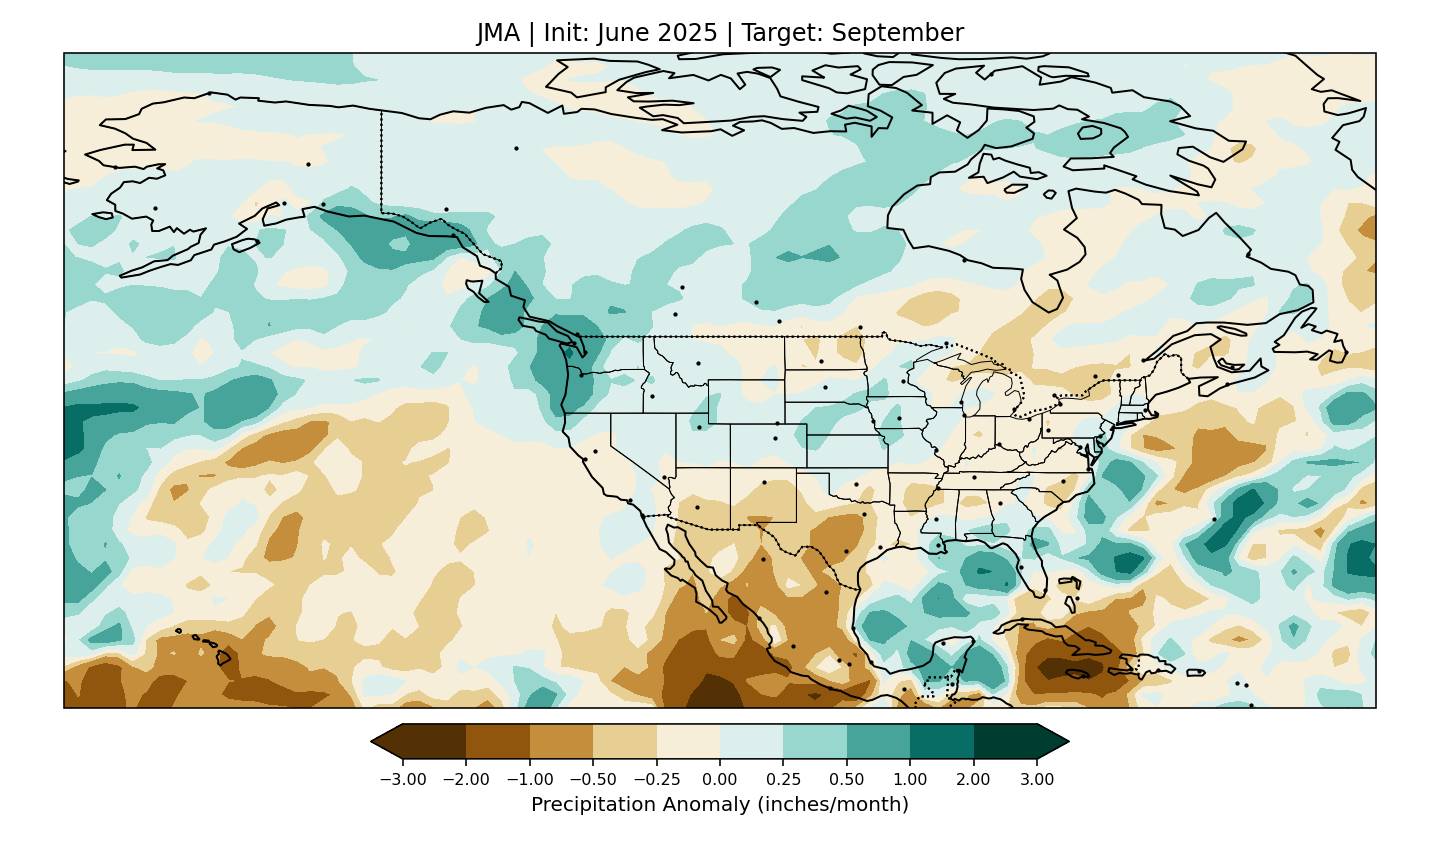 JMA | Init: June 2025 | Target: September
−3.00 −2.00 −1.00 −0.50 −0.25 0.00 0.25 0.50 1.00 2.00 3.00
Precipitation Anomaly (inches/month)